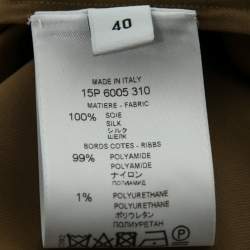 40
MADE IN ITALY
15P 6005 310
MATIERE - FABRIC
100% SOIE
SILK
シルク
ШЕЛК
BORDS COTES - RIBBS
99% POLYAMIDE
POLYAMIDE
ナイロン
ПОЛИАМИД
1% POLYURETHANE
POLYURETHANE
ポリウレタン
ПОЛИУРЕТАН